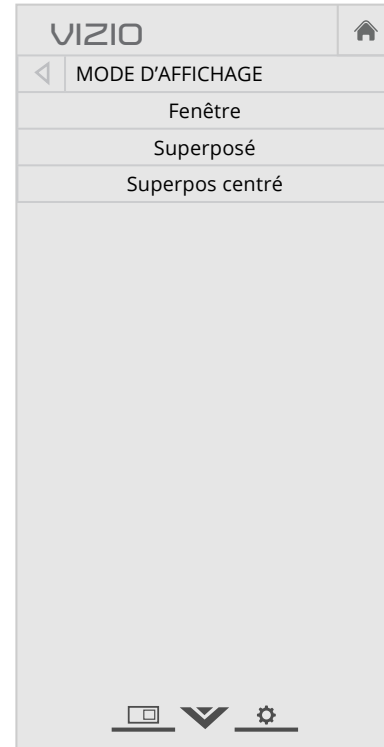 VIZIO
MODE D’AFFICHAGE
Fenêtre
Superposé
Superpos centré